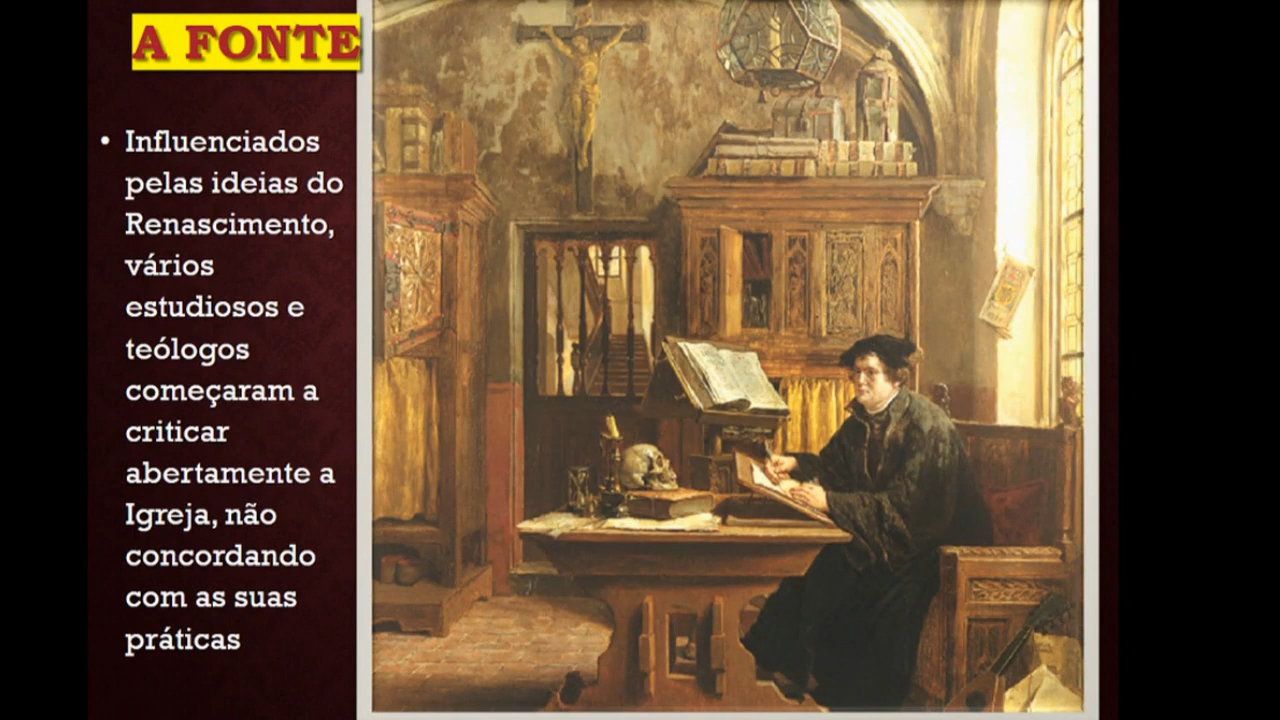 A FONTE
• Influenciados
pelas ideias do
Renascimento,
vários
estudiosos e
teólogos
começaram a
criticar
abertamente a
Igreja, não
concordando
com as suas
práticas